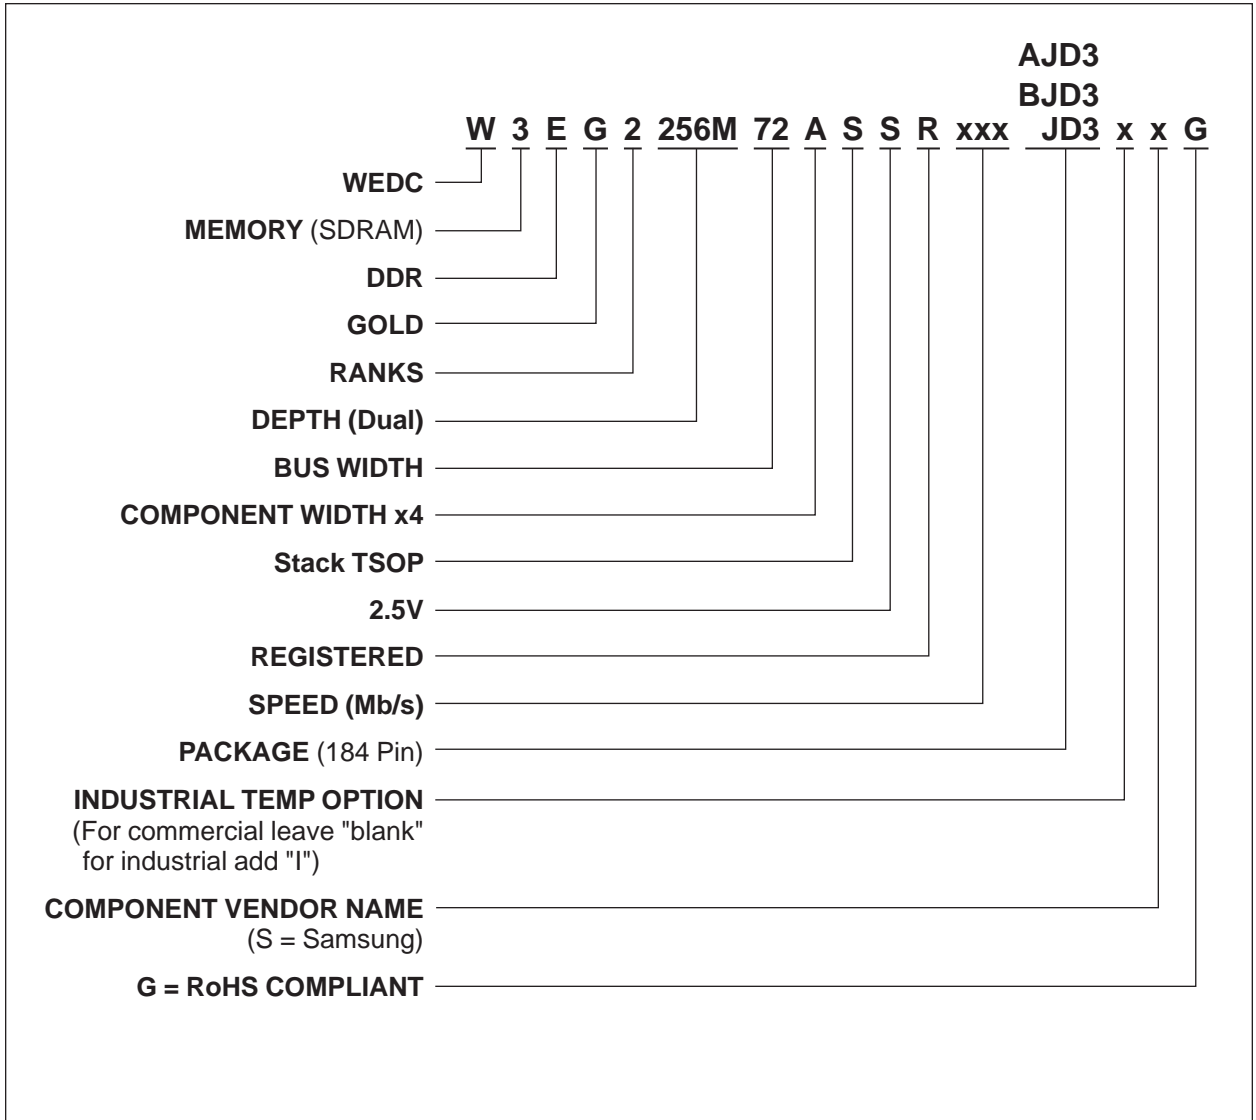 AJD3
BJD3
W 3 E G 2 256M 72 A S S R xxx JD3 x x G
WEDC
MEMORY (SDRAM)
DDR
GOLD
RANKS
DEPTH (Dual)
BUS WIDTH
COMPONENT WIDTH x4
Stack TSOP
2.5V
REGISTERED
SPEED (Mb/s)
PACKAGE (184 Pin)
INDUSTRIAL TEMP OPTION
(For commercial leave "blank"
for industrial add "I")
COMPONENT VENDOR NAME
(S = Samsung)
G = RoHS COMPLIANT